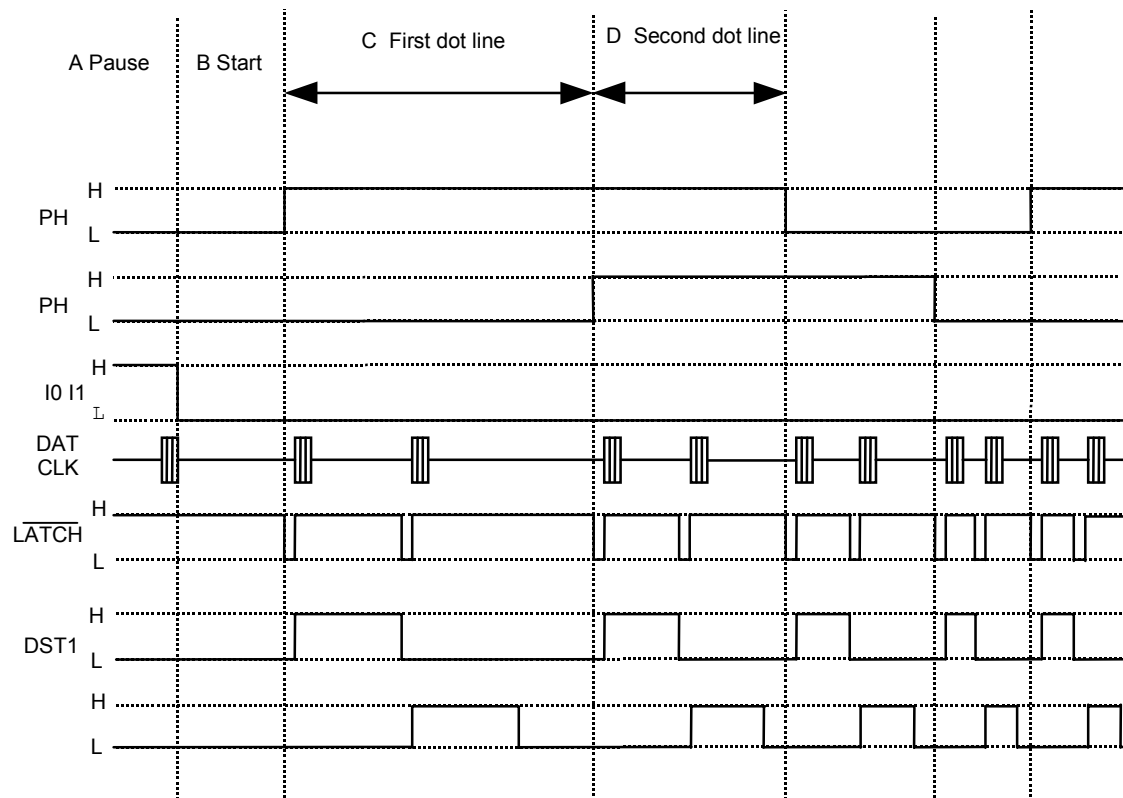 C First dot line
D Second dot line
A Pause
B Start
H
PH
L
H
PH
L
H
I0 I1
L
DAT
CLK
H
LATCH
L
H
DST1
L
H
L